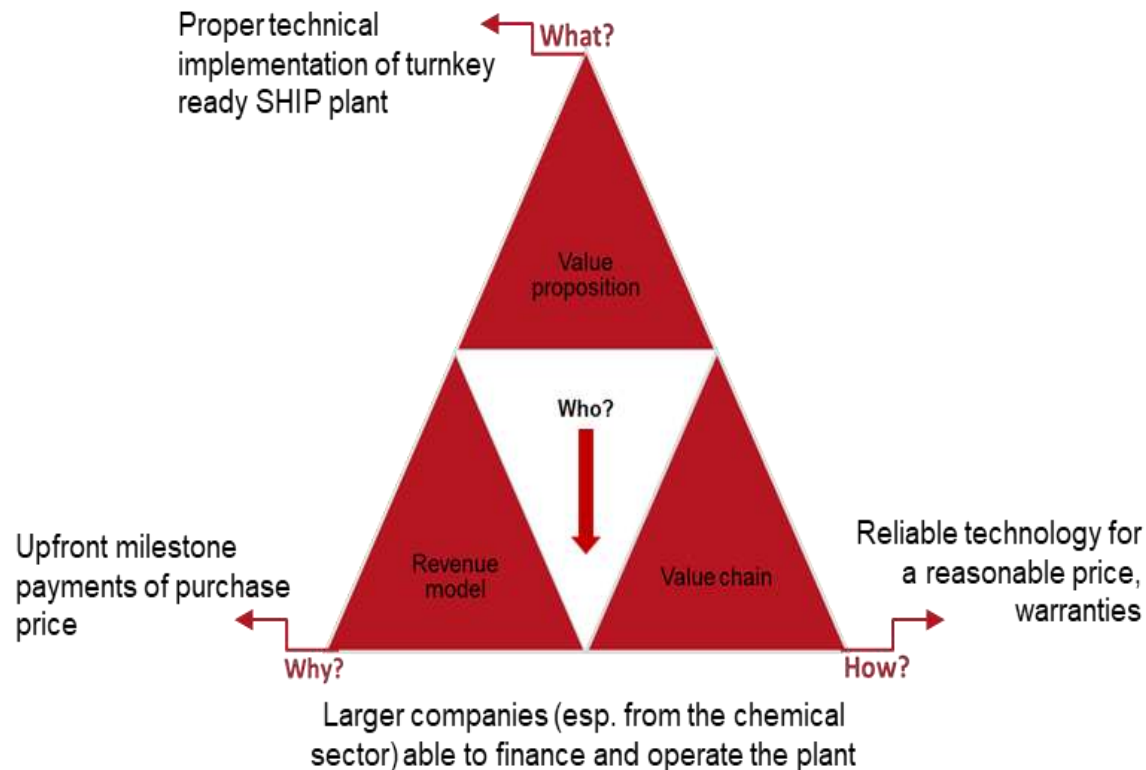 Proper technical
implementation of turnkey
ready SHIP plant
What?
Value
proposition
Who?
Upfront milestone
payments of purchase
price
Revenue
model
Value chain
Reliable technology for
a reasonable price,
warranties
Why?
How?
Larger companies (esp. from the chemical
sector) able to finance and operate the plant